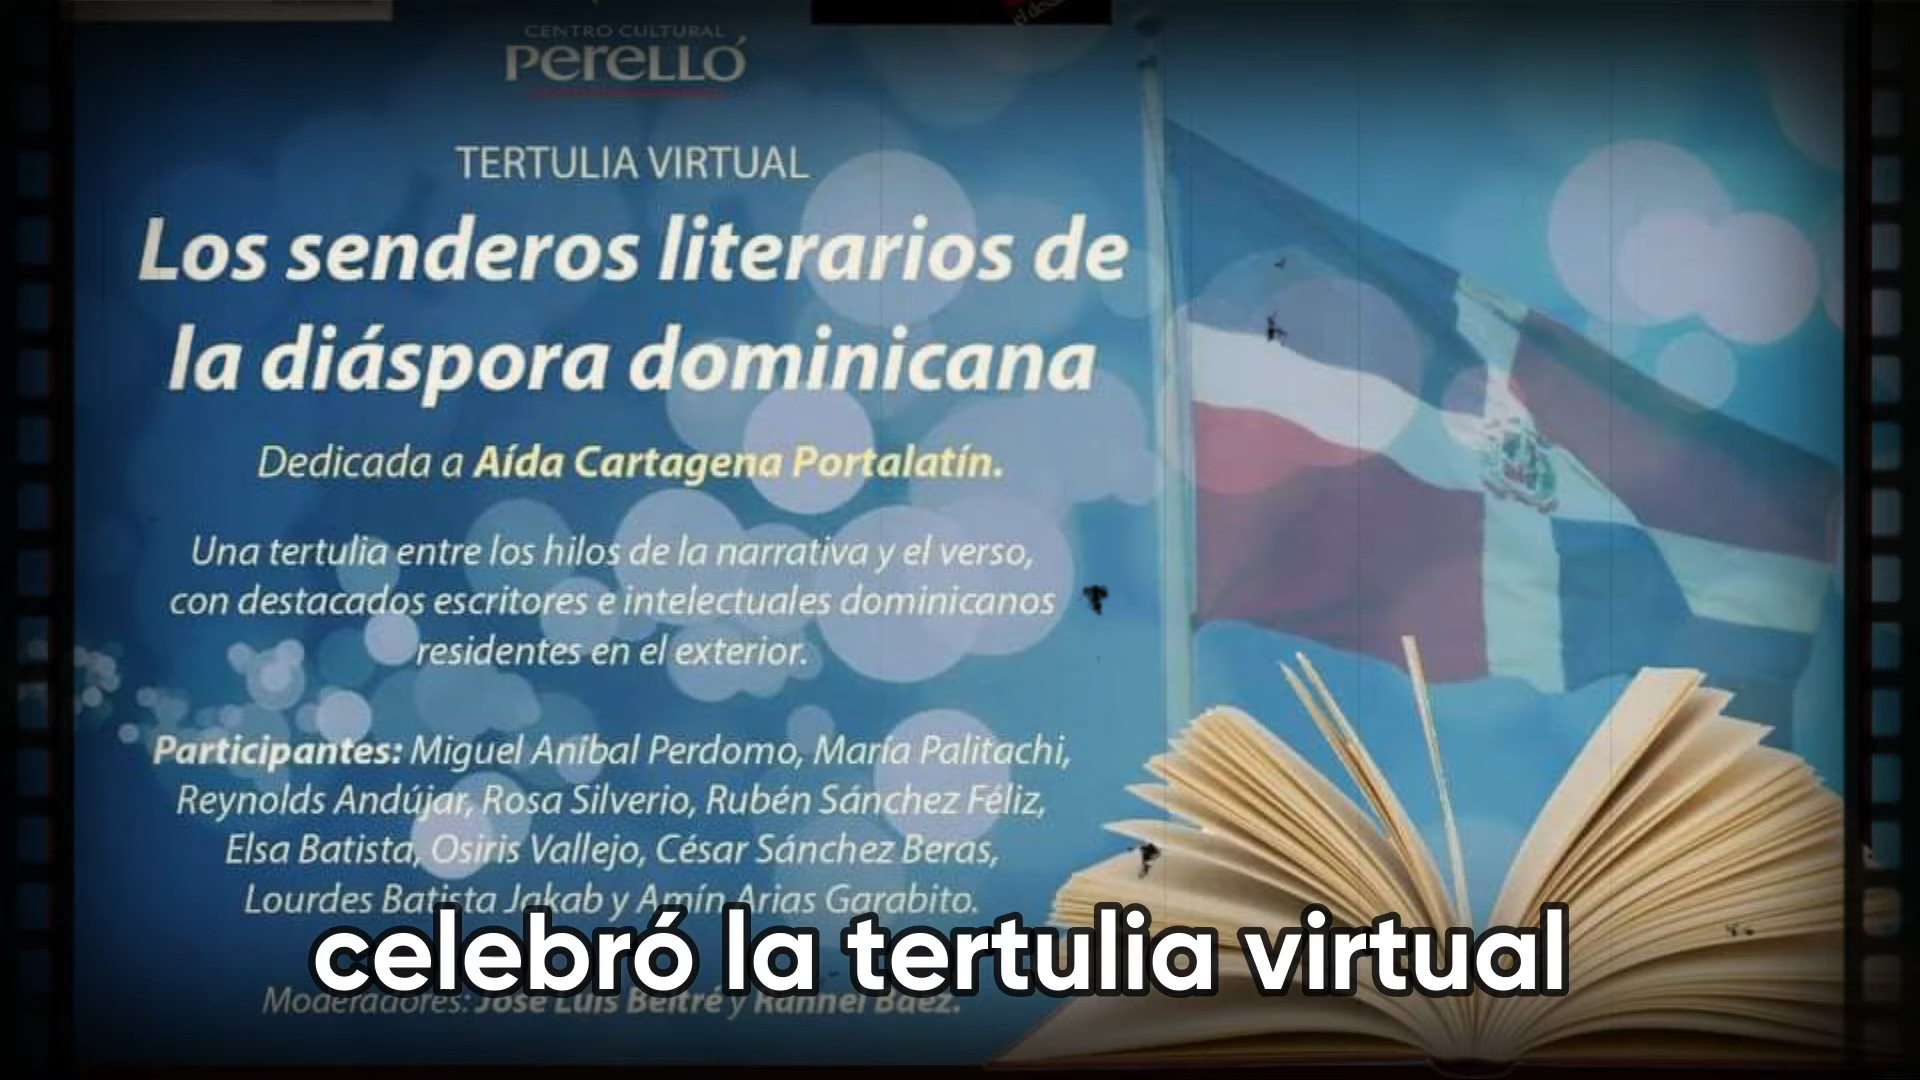 CENTRO CULTURAL
Perelló
TERTULIA VIRTUAL
Los senderos literarios de
la diáspora dominicana
Dedicada a Aída Cartagena Portalatín.
Una tertulia entre los hilos de la narrativa y el verso,
con destacados escritores e intelectuales dominicanos
residentes en el exterior.
Participantes: Miguel Aníbal Perdomo, María Palitachi,
Reynolds Andújar, Rosa Silverio, Rubén Sánchez Féliz,
Elsa Batista, Osiris Vallejo, César Sánchez Beras,
Lourdes Batista Jakab y Amín Arias Garabito.
celebró la tertulia virtual
Moderadores: José Luis Beltré y Rannel Báez.